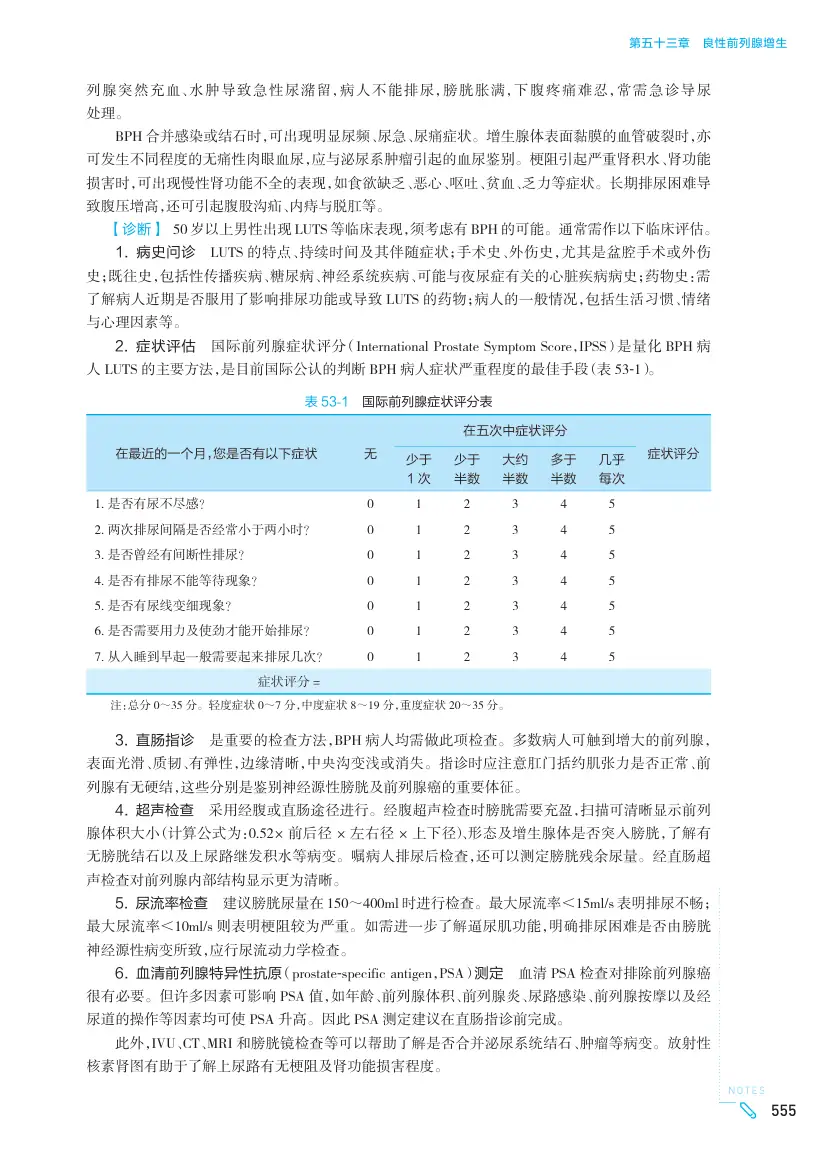 第五十三章 良性前列腺增生
列腺突然充血、水肿导致急性尿潴留,病人不能排尿,膀胱胀满,下腹疼痛难忍,常需急诊导尿
处理。
BPH 合并感染或结石时,可出现明显尿频、尿急、尿痛症状。增生腺体表面黏膜的血管破裂时,亦
可发生不同程度的无痛性肉眼血尿,应与泌尿系肿瘤引起的血尿鉴别。梗阻引起严重肾积水、肾功能
损害时,可出现慢性肾功能不全的表现,如食欲缺乏、恶心、呕吐、贫血、乏力等症状。长期排尿困难导
致腹压增高,还可引起腹股沟疝、内痔与脱肛等。
【诊断】 50 岁以上男性出现 LUTS 等临床表现,须考虑有 BPH 的可能。通常需作以下临床评估。
1. 病史问诊 LUTS 的特点、持续时间及其伴随症状;手术史、外伤史,尤其是盆腔手术或外伤
史;既往史,包括性传播疾病、糖尿病、神经系统疾病、可能与夜尿症有关的心脏疾病病史;药物史:需
了解病人近期是否服用了影响排尿功能或导致 LUTS 的药物;病人的一般情况,包括生活习惯、情绪
与心理因素等。
2. 症状评估 国际前列腺症状评分(International Prostate Symptom Score,IPSS)是量化 BPH 病
人 LUTS 的主要方法,是目前国际公认的判断 BPH 病人症状严重程度的最佳手段(表 53-1)。
表 53-1 国际前列腺症状评分表
在最近的一个月,您是否有以下症状 无 在五次中症状评分 症状评分
少于 少于 大约 多于 几乎
1 次 半数 半数 半数 每次
1. 是否有尿不尽感? 0 1 2 3 4 5
2. 两次排尿间隔是否经常小于两小时? 0 1 2 3 4 5
3. 是否曾经有间断性排尿? 0 1 2 3 4 5
4. 是否有排尿不能等待现象? 0 1 2 3 4 5
5. 是否有尿线变细现象? 0 1 2 3 4 5
6. 是否需要用力及使劲才能开始排尿? 0 1 2 3 4 5
7. 从入睡到早起一般需要起来排尿几次? 0 1 2 3 4 5
症状评分 =
注:总分 0～35 分。轻度症状 0～7 分,中度症状 8～19 分,重度症状 20～35 分。
3. 直肠指诊 是重要的检查方法,BPH 病人均需做此项检查。多数病人可触到增大的前列腺,
表面光滑、质韧、有弹性,边缘清晰,中央沟变浅或消失。指诊时应注意肛门括约肌张力是否正常、前
列腺有无硬结,这些分别是鉴别神经源性膀胱及前列腺癌的重要体征。
4. 超声检查 采用经腹或直肠途径进行。经腹超声检查时膀胱需要充盈,扫描可清晰显示前列
腺体积大小(计算公式为:0.52× 前后径 × 左右径 × 上下径)、形态及增生腺体是否突入膀胱,了解有
无膀胱结石以及上尿路继发积水等病变。嘱病人排尿后检查,还可以测定膀胱残余尿量。经直肠超
声检查对前列腺内部结构显示更为清晰。
5. 尿流率检查 建议膀胱尿量在 150～400ml 时进行检查。最大尿流率＜15ml/s 表明排尿不畅;
最大尿流率＜10ml/s 则表明梗阻较为严重。如需进一步了解逼尿肌功能,明确排尿困难是否由膀胱
神经源性病变所致,应行尿流动力学检查。
6. 血清前列腺特异性抗原(prostate-specific antigen,PSA)测定 血清 PSA 检查对排除前列腺癌
很有必要。但许多因素可影响 PSA 值,如年龄、前列腺体积、前列腺炎、尿路感染、前列腺按摩以及经
尿道的操作等因素均可使 PSA 升高。因此 PSA 测定建议在直肠指诊前完成。
此外,IVU、CT、MRI 和膀胱镜检查等可以帮助了解是否合并泌尿系统结石、肿瘤等病变。放射性
核素肾图有助于了解上尿路有无梗阻及肾功能损害程度。
NOTES
555